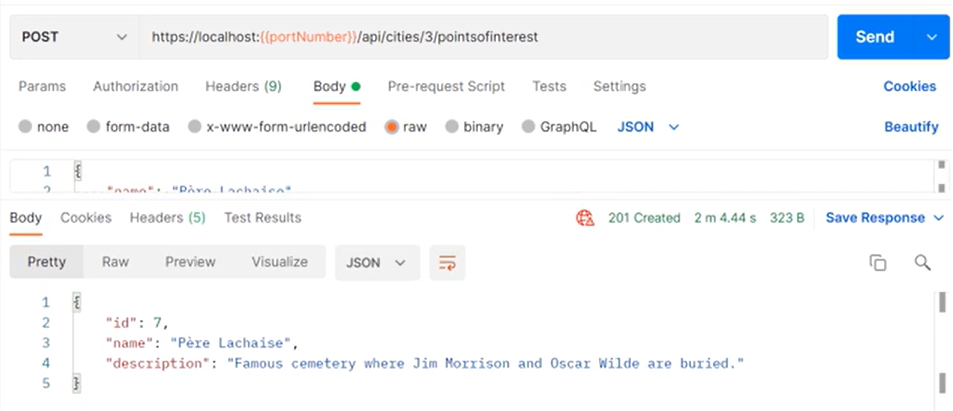 POST https://localhost:{{portNumber}}/api/cities/3/pointsofinterest Send
Params Authorization Headers (9) Body Pre-request Script Tests Settings Cookies
none form-data x-www-form-urlencoded raw binary GraphQL JSON Beautify
1 {
2 "name": "Père Lachaise"
Body Cookies Headers (5) Test Results 201 Created 2 m 4.44 s 323 B Save Response
Pretty Raw Preview Visualize JSON
1 {
2 "id": 7,
3 "name": "Père Lachaise",
4 "description": "Famous cemetery where Jim Morrison and Oscar Wilde are buried."
5 }